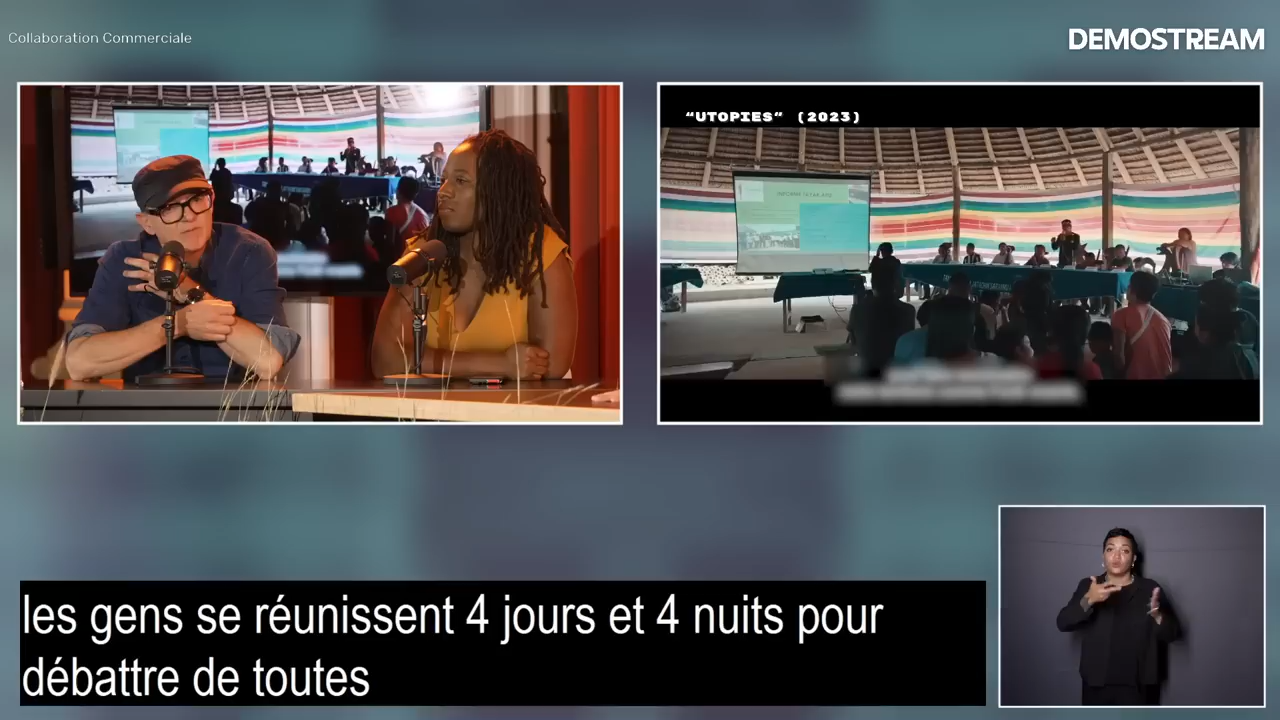 Collaboration Commerciale
DEMOSTREAM
“UTOPIES” (2023)
les gens se réunissent 4 jours et 4 nuits pour
débattre de toutes